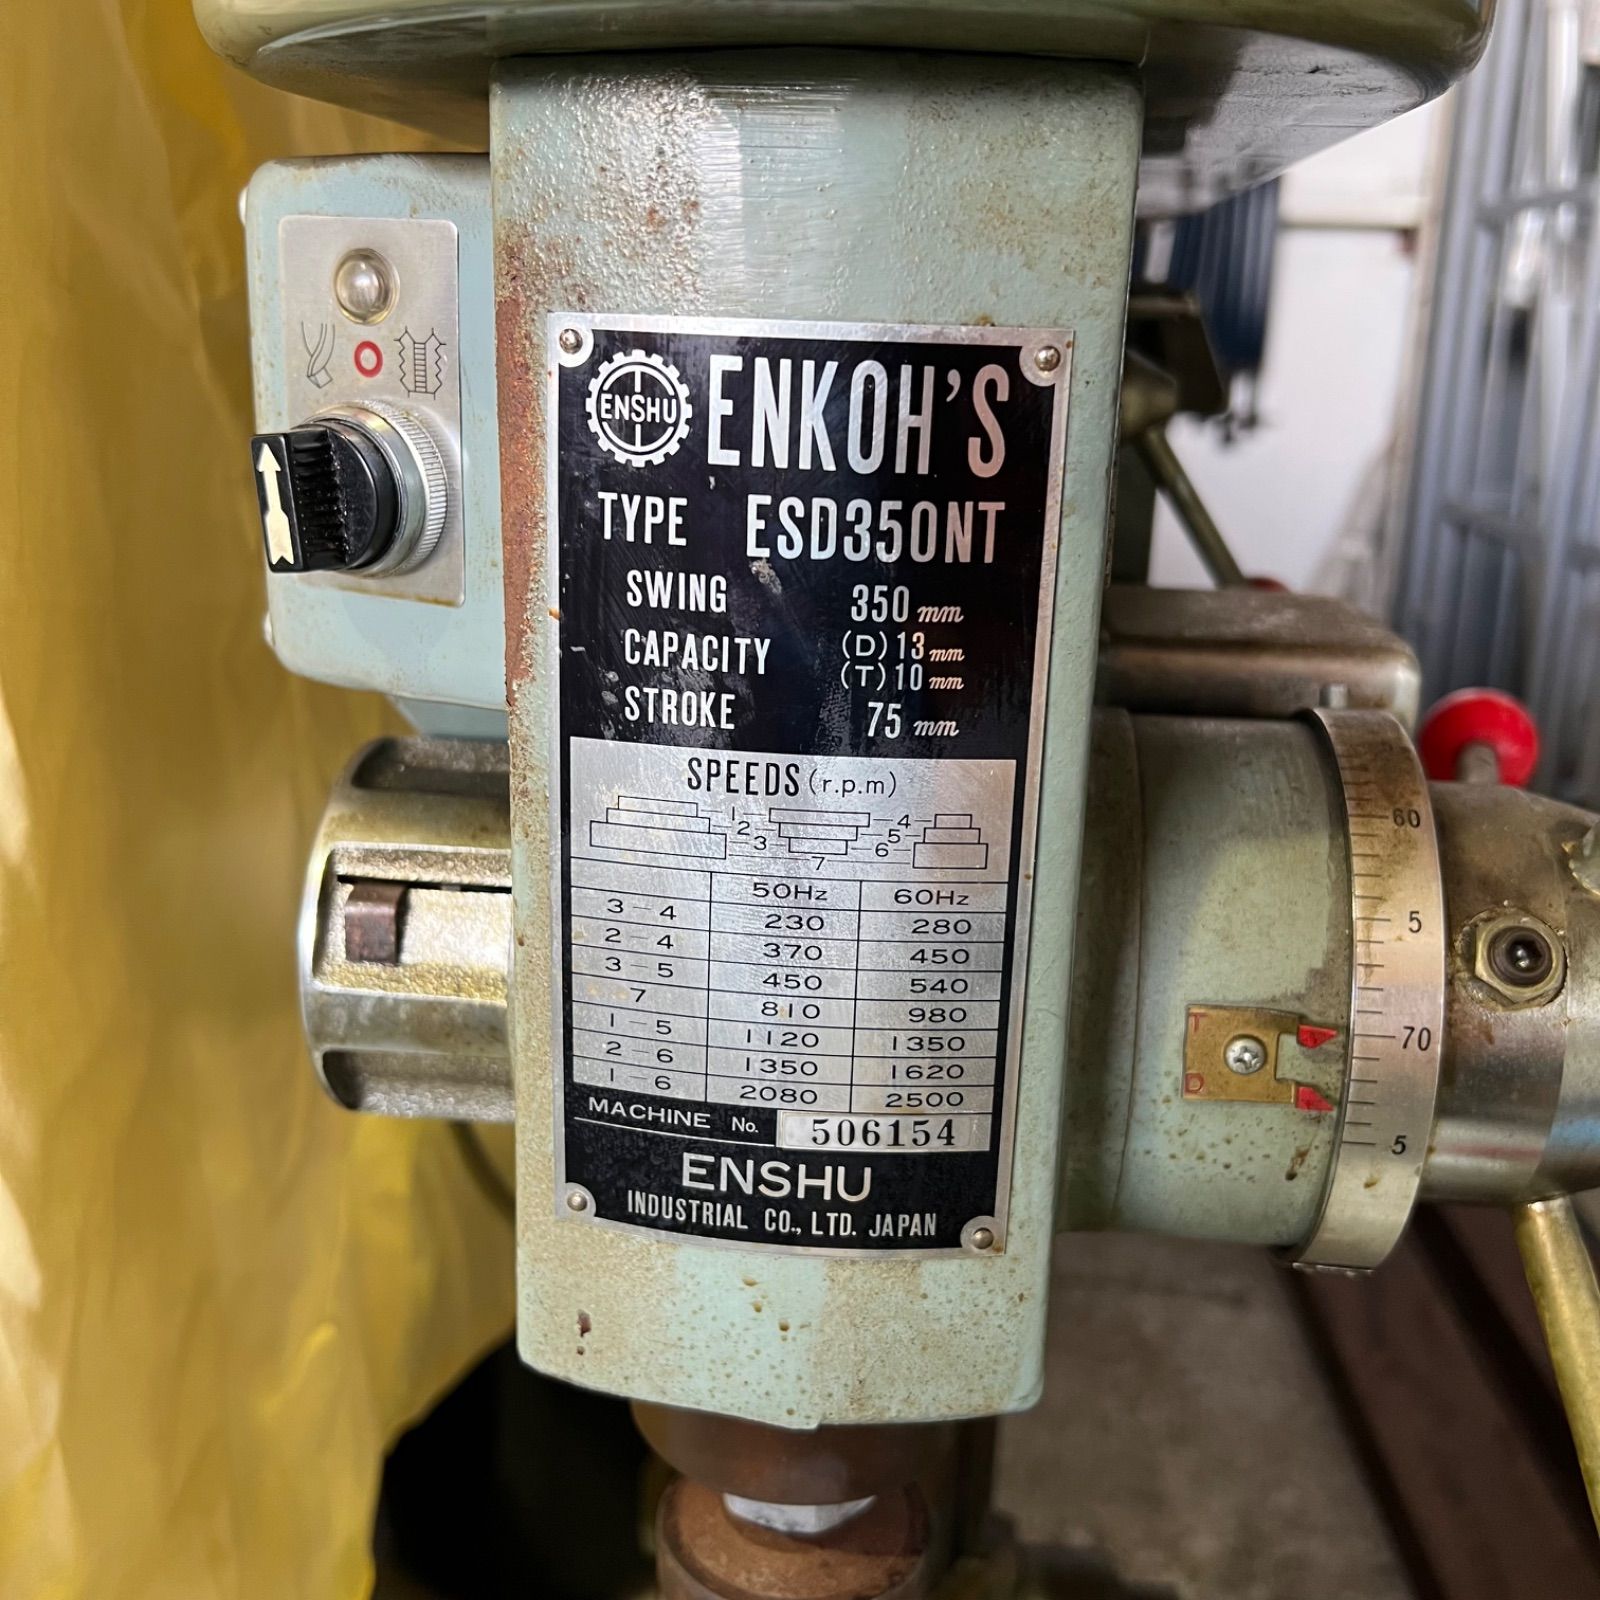 ENSHU ENKOH'S
TYPE ESD350NT
SWING 350 mm
CAPACITY (D) 13 mm
(T) 10 mm
STROKE 75 mm
SPEEDS (r.p.m)
1 4
2 5
3 6
7
50Hz 60Hz
3-4 230 280
2-4 370 450
3-5 450 540
7 810 980
1-5 1120 1350
2-6 1350 1620
1-6 2080 2500
MACHINE No. 506154
ENSHU
INDUSTRIAL CO., LTD. JAPAN
T
D
60
5
70
5